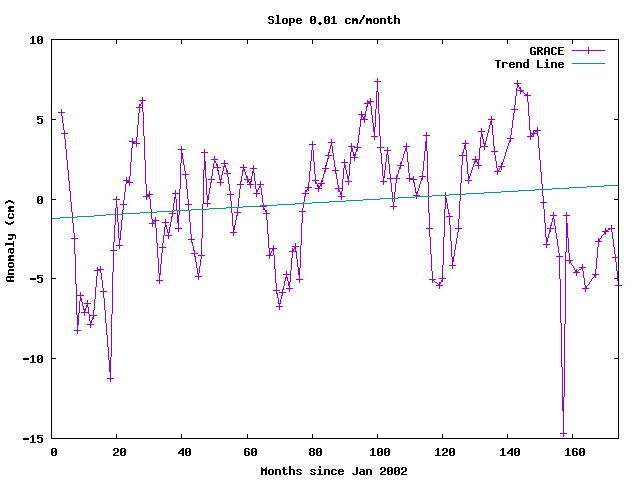 Slope 0.01 cm/month
10
5
0
-5
-10
-15
Anomaly (cm)
GRACE
Trend Line
0 20 40 60 80 100 120 140 160
Months since Jan 2002